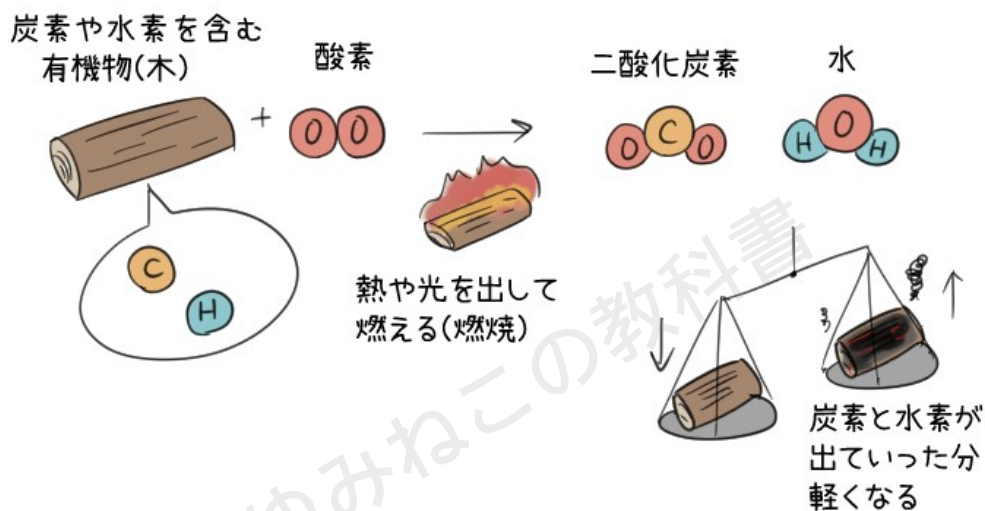 炭素や水素を含む
有機物(木)
+
酸素
O O
二酸化炭素
O C O
水
H O H
C
H
熱や光を出して
燃える(燃焼)
炭素と水素が
出ていった分
軽くなる
ゆみねこの教科書